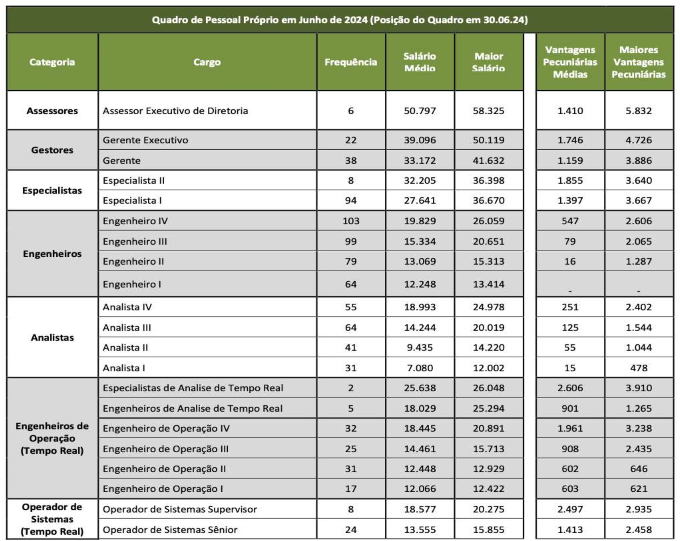 Quadro de Pessoal Próprio em Junho de 2024 (Posição do Quadro em 30.06.24)
Categoria Cargo Frequência Salário Médio Maior Salário Vantagens Pecuniárias Médias Maiores Vantagens Pecuniárias
Assessores Assessor Executivo de Diretoria 6 50.797 58.325 1.410 5.832
Gestores Gerente Executivo 22 39.096 50.119 1.746 4.726
Gerente 38 33.172 41.632 1.159 3.886
Especialistas Especialista II 8 32.205 36.398 1.855 3.640
Especialista I 94 27.641 36.670 1.397 3.667
Engenheiros Engenheiro IV 103 19.829 26.059 547 2.606
Engenheiro III 99 15.334 20.651 79 2.065
Engenheiro II 79 13.069 15.313 16 1.287
Engenheiro I 64 12.248 13.414 - -
Analistas Analista IV 55 18.993 24.978 251 2.402
Analista III 64 14.244 20.019 125 1.544
Analista II 41 9.435 14.220 55 1.044
Analista I 31 7.080 12.002 15 478
Engenheiros de Operação (Tempo Real) Especialistas de Analise de Tempo Real 2 25.638 26.048 2.606 3.910
Engenheiros de Analise de Tempo Real 5 18.029 25.294 901 1.265
Engenheiro de Operação IV 32 18.445 20.891 1.961 3.238
Engenheiro de Operação III 25 14.461 15.713 908 2.435
Engenheiro de Operação II 31 12.448 12.929 602 646
Engenheiro de Operação I 17 12.066 12.422 603 621
Operador de Sistemas (Tempo Real) Operador de Sistemas Supervisor 8 18.577 20.275 2.497 2.935
Operador de Sistemas Sênior 24 13.555 15.855 1.413 2.458